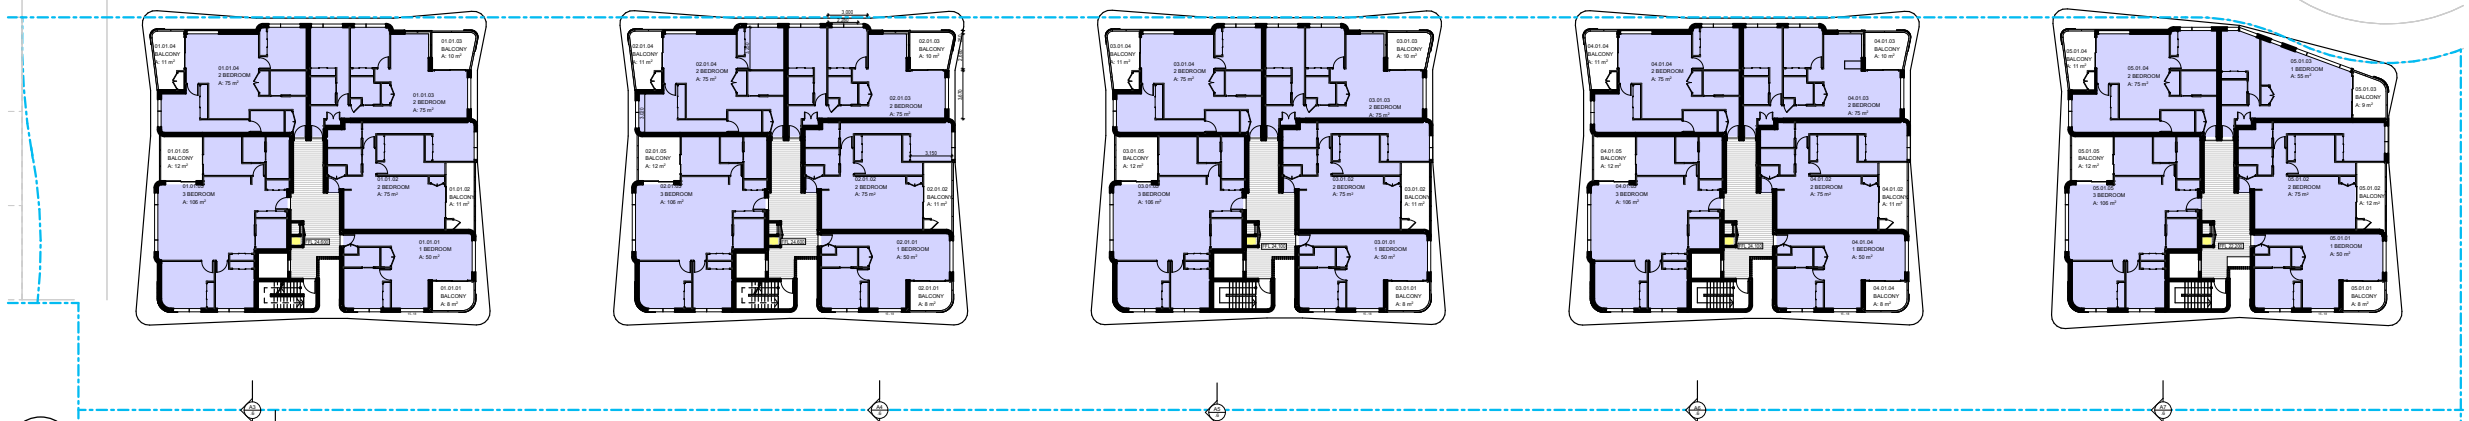 01.01.04
BALCONY
A: 11 m²
01.01.04
2 BEDROOM
A: 75 m²
01.01.03
BALCONY
A: 10 m²
01.01.03
2 BEDROOM
A: 75 m²
01.01.05
BALCONY
A: 12 m²
3 BEDROOM
A: 106 m²
01.01.02
2 BEDROOM
A: 75 m²
01.01.02
BALCONY
A: 11 m²
01.01.01
1 BEDROOM
A: 50 m²
01.01.01
BALCONY
A: 8 m²
A3
3.000
02.01.04
BALCONY
A: 11 m²
02.01.04
2 BEDROOM
A: 75 m²
02.01.03
BALCONY
A: 10 m²
02.01.03
2 BEDROOM
A: 75 m²
02.01.05
BALCONY
A: 12 m²
3 BEDROOM
A: 106 m²
3.150
02.01.02
2 BEDROOM
A: 75 m²
02.01.02
BALCONY
A: 11 m²
02.01.01
1 BEDROOM
A: 50 m²
02.01.01
BALCONY
A: 8 m²
A4
03.01.04
BALCONY
A: 11 m²
03.01.04
2 BEDROOM
A: 75 m²
03.01.03
BALCONY
A: 10 m²
03.01.03
2 BEDROOM
A: 75 m²
03.01.05
BALCONY
A: 12 m²
3 BEDROOM
A: 106 m²
03.01.02
2 BEDROOM
A: 75 m²
03.01.02
BALCONY
A: 11 m²
FFL 24.100
03.01.01
1 BEDROOM
A: 50 m²
03.01.01
BALCONY
A: 8 m²
A5
04.01.04
BALCONY
A: 11 m²
04.01.04
2 BEDROOM
A: 75 m²
04.01.03
BALCONY
A: 10 m²
04.01.03
2 BEDROOM
A: 75 m²
04.01.05
BALCONY
A: 12 m²
3 BEDROOM
A: 106 m²
04.01.02
2 BEDROOM
A: 75 m²
04.01.02
BALCONY
A: 11 m²
04.01.04
1 BEDROOM
A: 50 m²
04.01.04
BALCONY
A: 8 m²
A6
05.01.04
BALCONY
A: 11 m²
05.01.04
2 BEDROOM
A: 75 m²
05.01.03
1 BEDROOM
A: 55 m²
05.01.03
BALCONY
A: 9 m²
05.01.05
BALCONY
A: 12 m²
05.01.05
3 BEDROOM
A: 106 m²
05.01.02
2 BEDROOM
A: 75 m²
05.01.02
BALCONY
A: 12 m²
05.01.01
1 BEDROOM
A: 50 m²
05.01.01
BALCONY
A: 8 m²
A7